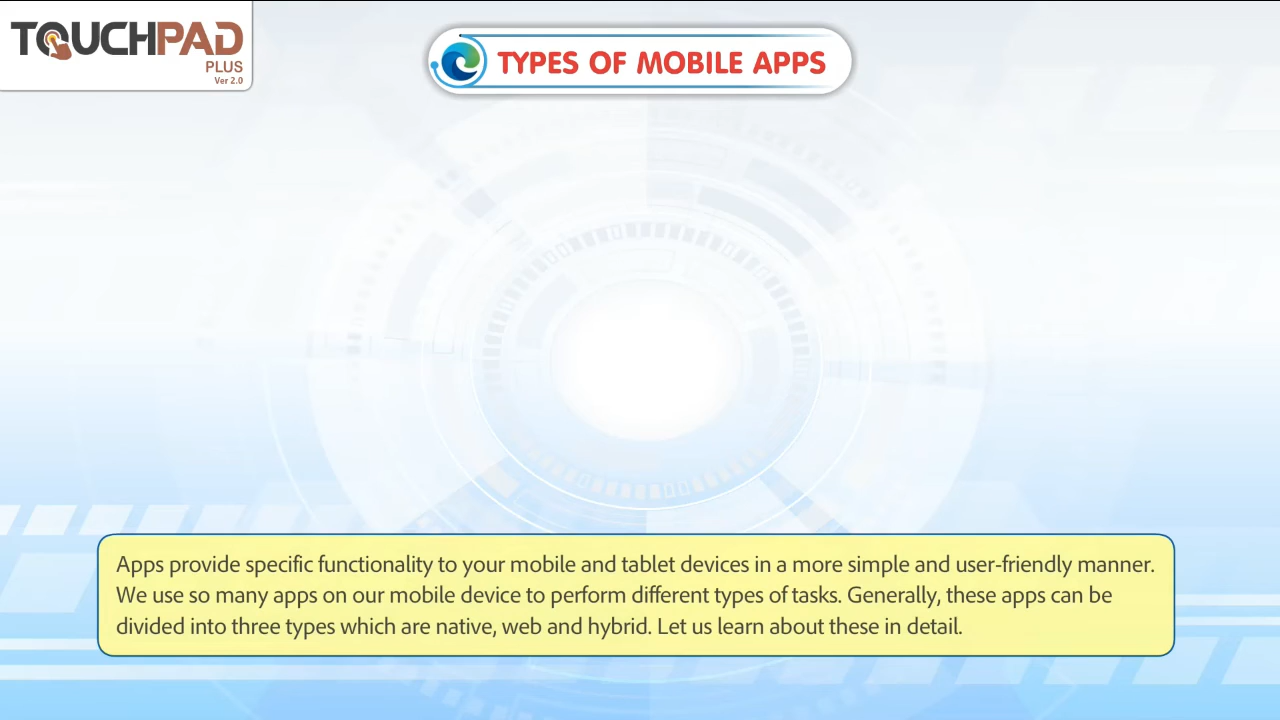 TOUCHPAD
PLUS
Ver 2.0
TYPES OF MOBILE APPS
Apps provide specific functionality to your mobile and tablet devices in a more simple and user-friendly manner.
We use so many apps on our mobile device to perform different types of tasks. Generally, these apps can be
divided into three types which are native, web and hybrid. Let us learn about these in detail.